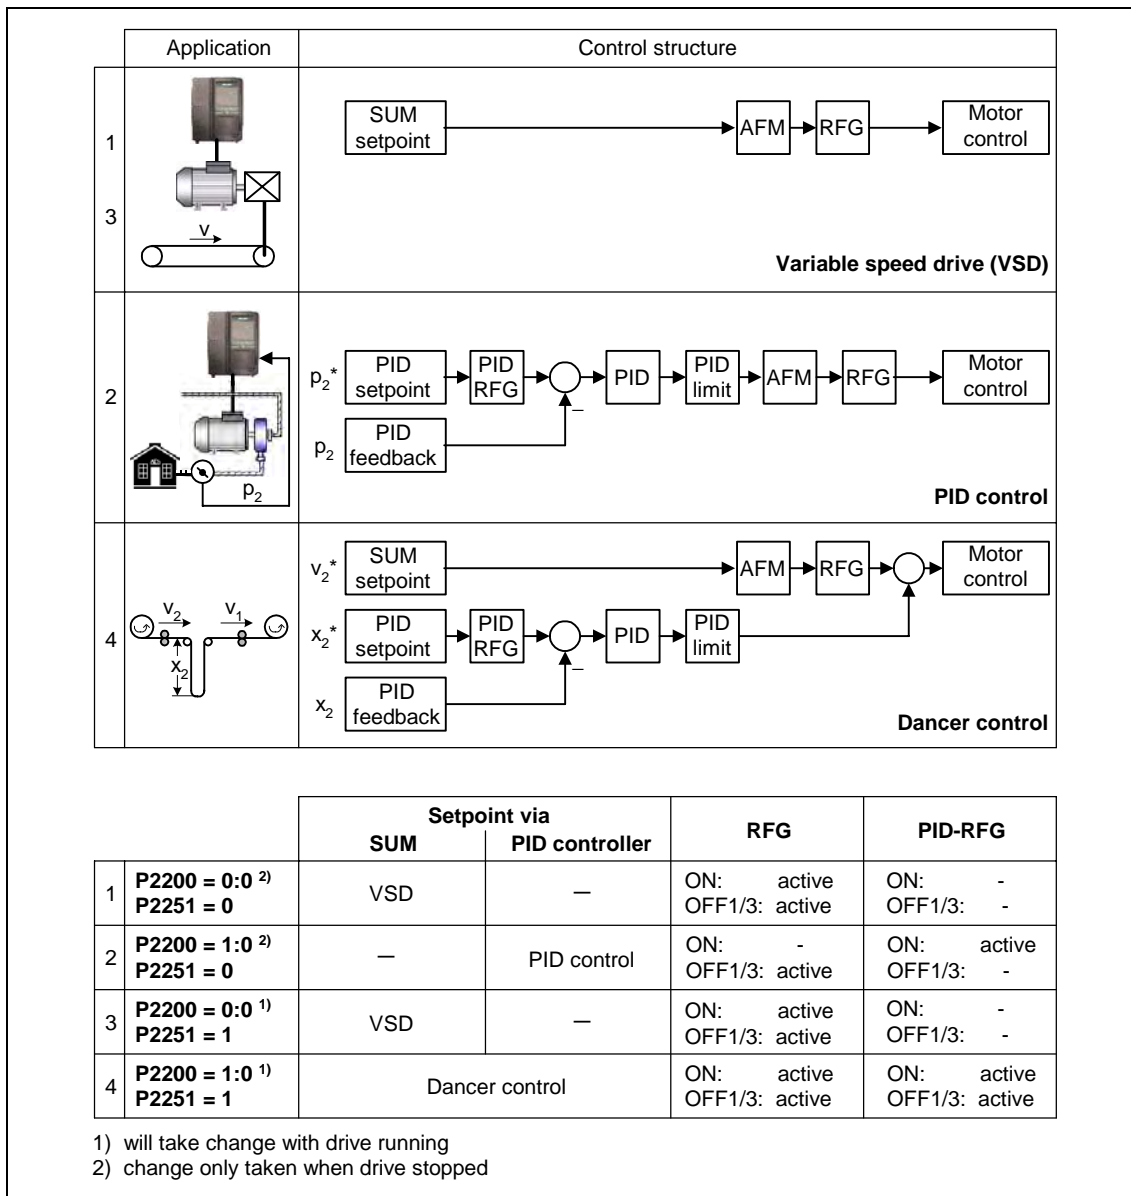 Application Control structure
1
3
v
SUM setpoint
AFM
RFG
Motor control
Variable speed drive (VSD)
2
p2
p2*
PID setpoint
PID RFG
PID
PID limit
AFM
RFG
Motor control
–
p2
PID feedback
PID control
4
v2
v1
x2
v2*
SUM setpoint
AFM
RFG
Motor control
x2*
PID setpoint
PID RFG
PID
PID limit
–
x2
PID feedback
Dancer control
Setpoint via
SUM PID controller RFG PID-RFG
1 P2200 = 0:0 2) P2251 = 0 VSD — ON: active OFF1/3: active ON: - OFF1/3: -
2 P2200 = 1:0 2) P2251 = 0 — PID control ON: - OFF1/3: active ON: active OFF1/3: -
3 P2200 = 0:0 1) P2251 = 1 VSD — ON: active OFF1/3: active ON: - OFF1/3: -
4 P2200 = 1:0 1) P2251 = 1 Dancer control ON: active OFF1/3: active ON: active OFF1/3: active
1) will take change with drive running
2) change only taken when drive stopped